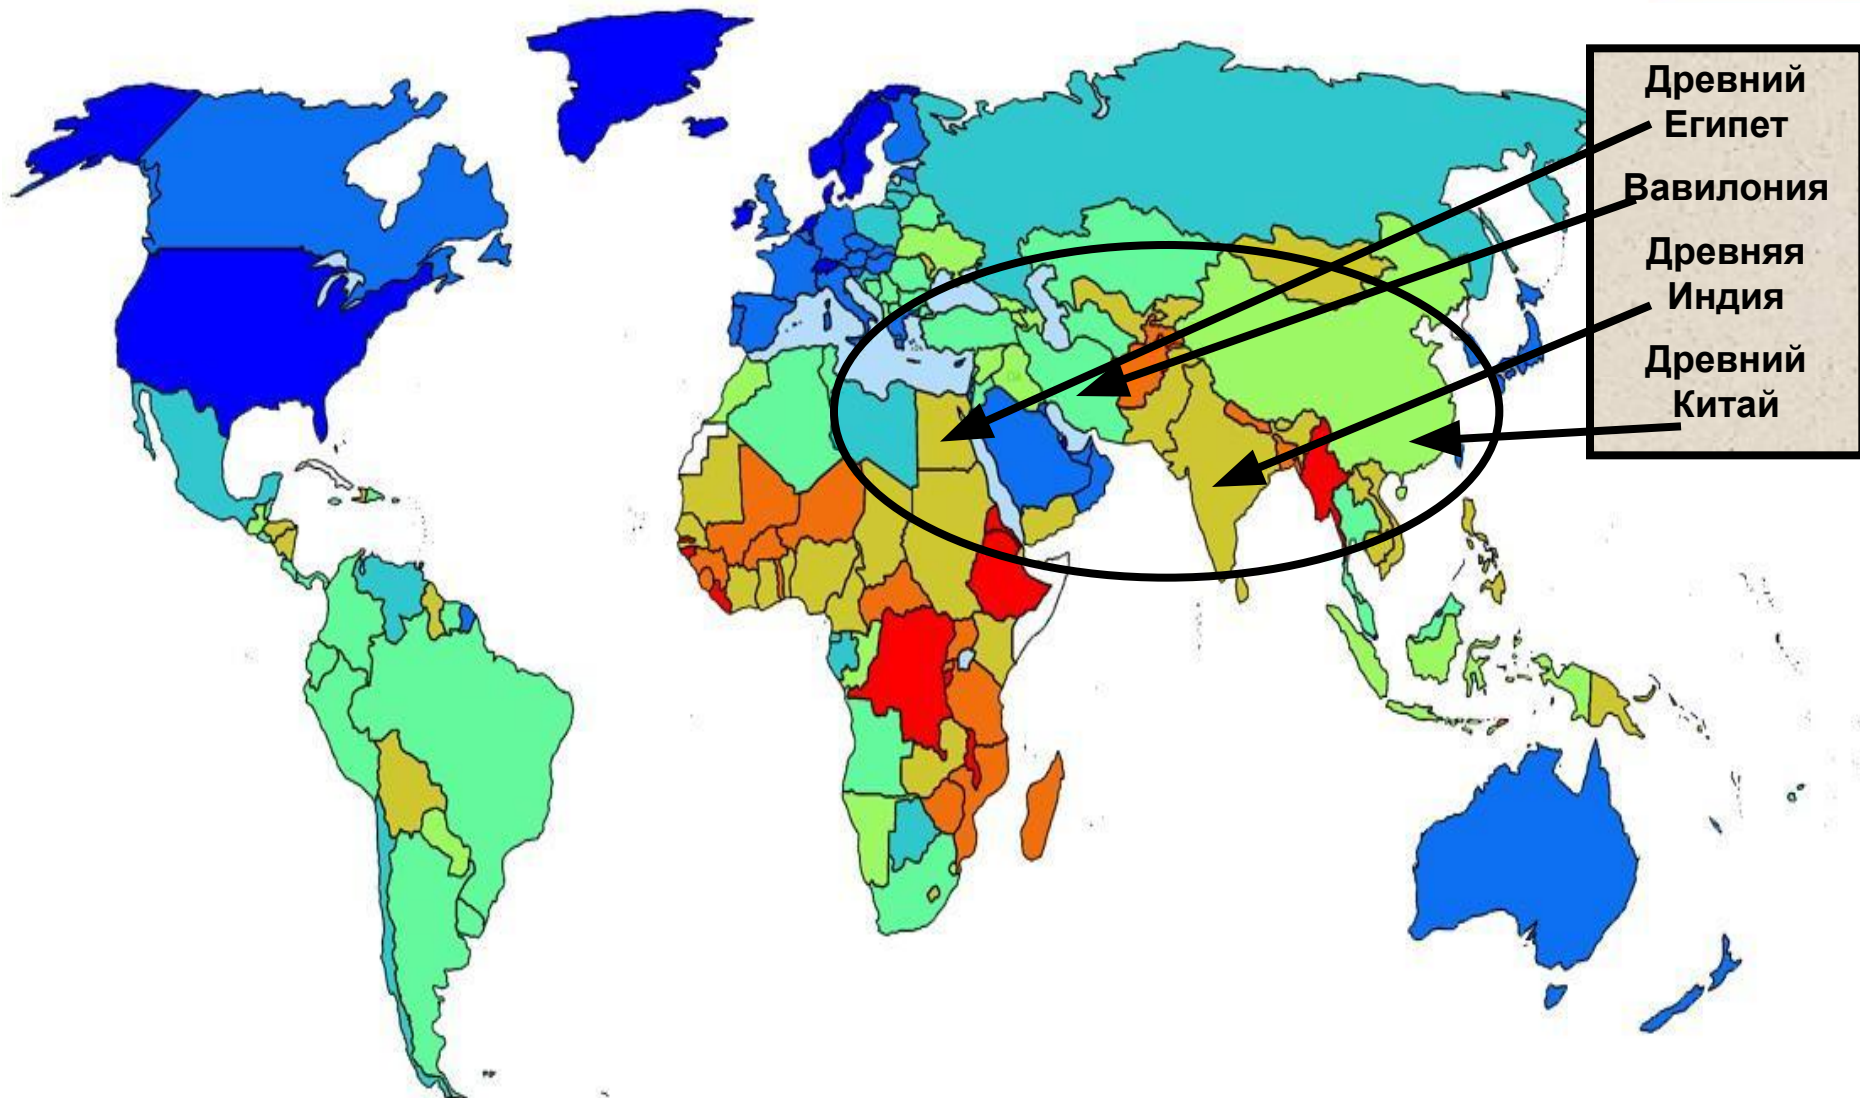 Древний
Египет
Вавилония
Древняя
Индия
Древний
Китай